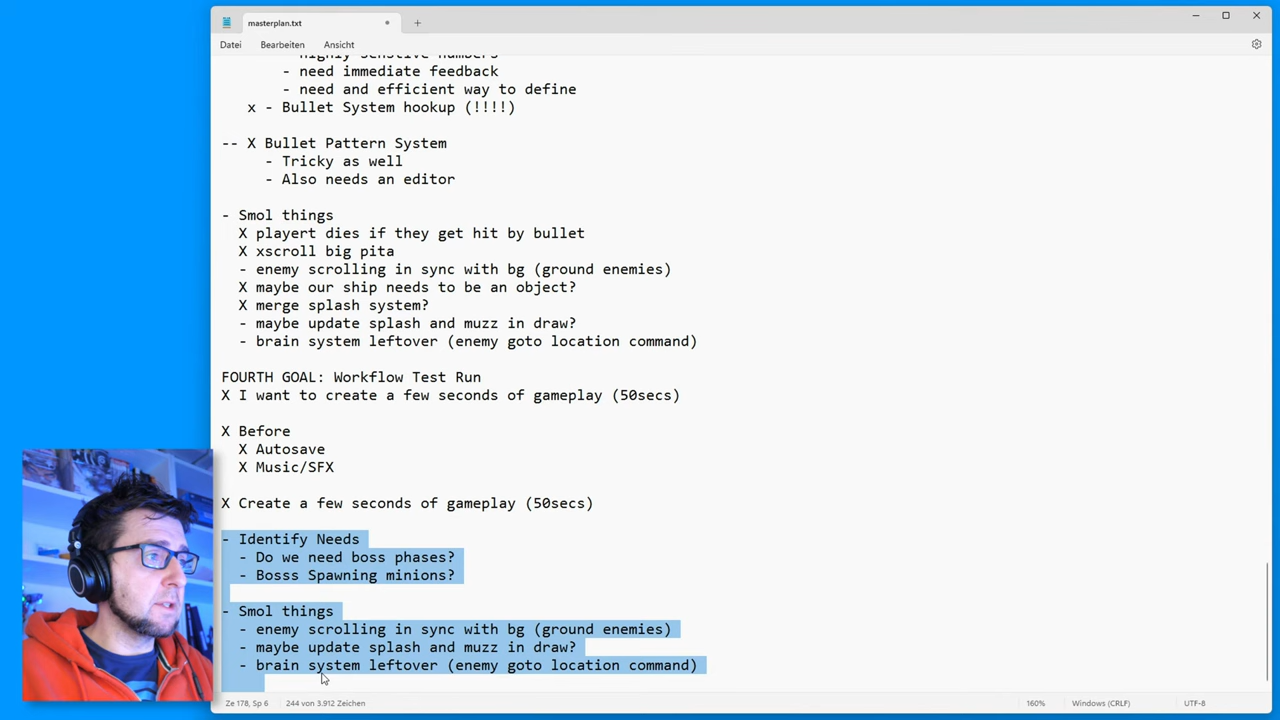 masterplan.txt
Datei Bearbeiten Ansicht
- highly senstive numbers
- need immediate feedback
- need and efficient way to define
x - Bullet System hookup (!!!!)
-- X Bullet Pattern System
- Tricky as well
- Also needs an editor
- Smol things
X playert dies if they get hit by bullet
X xscroll big pita
- enemy scrolling in sync with bg (ground enemies)
X maybe our ship needs to be an object?
X merge splash system?
- maybe update splash and muzz in draw?
- brain system leftover (enemy goto location command)
FOURTH GOAL: Workflow Test Run
X I want to create a few seconds of gameplay (50secs)
X Before
X Autosave
X Music/SFX
X Create a few seconds of gameplay (50secs)
- Identify Needs
- Do we need boss phases?
- Bosss Spawning minions?
- Smol things
- enemy scrolling in sync with bg (ground enemies)
- maybe update splash and muzz in draw?
- brain system leftover (enemy goto location command)
Ze 178, Sp 6 244 von 3.912 Zeichen 160% Windows (CRLF) UTF-8